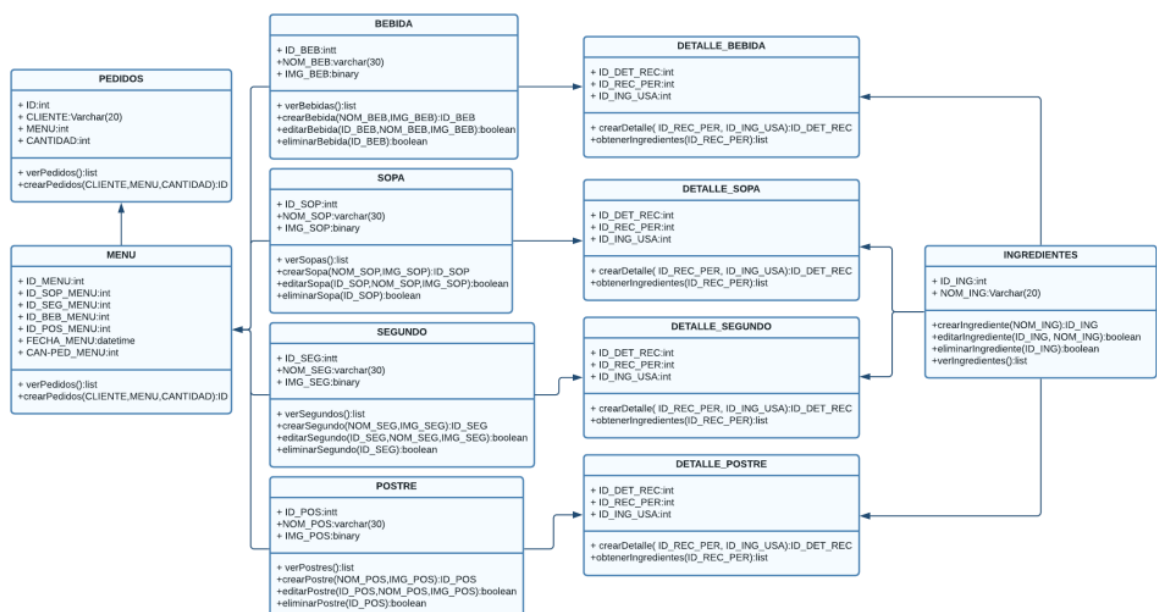 PEDIDOS
+ ID:int
+ CLIENTE:Varchar(20)
+ MENU:int
+ CANTIDAD:int
+ verPedidos():list
+crearPedidos(CLIENTE,MENU,CANTIDAD):ID
MENU
+ ID_MENU:int
+ ID_SOP_MENU:int
+ ID_SEG_MENU:int
+ ID_BEB_MENU:int
+ ID_POS_MENU:int
+ FECHA_MENU:datetime
+ CAN-PED_MENU:int
+ verPedidos():list
+crearPedidos(CLIENTE,MENU,CANTIDAD):ID
BEBIDA
+ ID_BEB:intt
+NOM_BEB:varchar(30)
+ IMG_BEB:binary
+ verBebidas():list
+crearBebida(NOM_BEB,IMG_BEB):ID_BEB
+editarBebida(ID_BEB,NOM_BEB,IMG_BEB):boolean
+eliminarBebida(ID_BEB):boolean
SOPA
+ ID_SOP:intt
+NOM_SOP:varchar(30)
+ IMG_SOP:binary
+ verSopas():list
+crearSopa(NOM_SOP,IMG_SOP):ID_SOP
+editarSopa(ID_SOP,NOM_SOP,IMG_SOP):boolean
+eliminarSopa(ID_SOP):boolean
SEGUNDO
+ ID_SEG:intt
+NOM_SEG:varchar(30)
+ IMG_SEG:binary
+ verSegundos():list
+crearSegundo(NOM_SEG,IMG_SEG):ID_SEG
+editarSegundo(ID_SEG,NOM_SEG,IMG_SEG):boolean
+eliminarSegundo(ID_SEG):boolean
POSTRE
+ ID_POS:intt
+NOM_POS:varchar(30)
+ IMG_POS:binary
+ verPostres():list
+crearPostre(NOM_POS,IMG_POS):ID_POS
+editarPostre(ID_POS,NOM_POS,IMG_POS):boolean
+eliminarPostre(ID_POS):boolean
DETALLE_BEBIDA
+ ID_DET_REC:int
+ ID_REC_PER:int
+ ID_ING_USA:int
+ crearDetalle( ID_REC_PER, ID_ING_USA):ID_DET_REC
+obtenerIngredientes(ID_REC_PER):list
DETALLE_SOPA
+ ID_DET_REC:int
+ ID_REC_PER:int
+ ID_ING_USA:int
+ crearDetalle( ID_REC_PER, ID_ING_USA):ID_DET_REC
+obtenerIngredientes(ID_REC_PER):list
DETALLE_SEGUNDO
+ ID_DET_REC:int
+ ID_REC_PER:int
+ ID_ING_USA:int
+ crearDetalle( ID_REC_PER, ID_ING_USA):ID_DET_REC
+obtenerIngredientes(ID_REC_PER):list
DETALLE_POSTRE
+ ID_DET_REC:int
+ ID_REC_PER:int
+ ID_ING_USA:int
+ crearDetalle( ID_REC_PER, ID_ING_USA):ID_DET_REC
+obtenerIngredientes(ID_REC_PER):list
INGREDIENTES
+ ID_ING:int
+ NOM_ING:Varchar(20)
+crearIngrediente(NOM_ING):ID_ING
+editarIngrediente(ID_ING, NOM_ING):boolean
+eliminarIngrediente(ID_ING):boolean
+verIngredientes():list